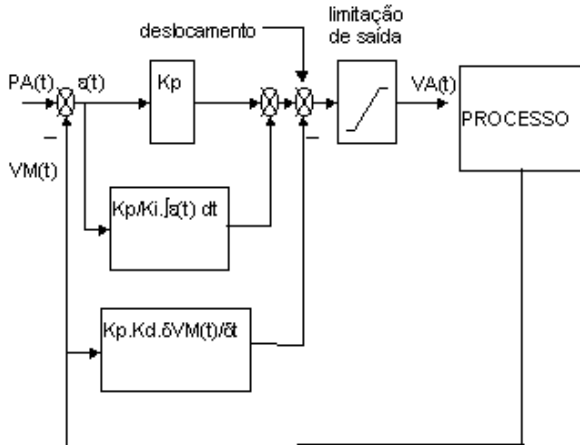 limitação
de saída
deslocamento
PA(t)
a(t)
Kp
VA(t)
PROCESSO
VM(t)
Kp/Ki.∫a(t) dt
Kp.Kd.δVM(t)/δt